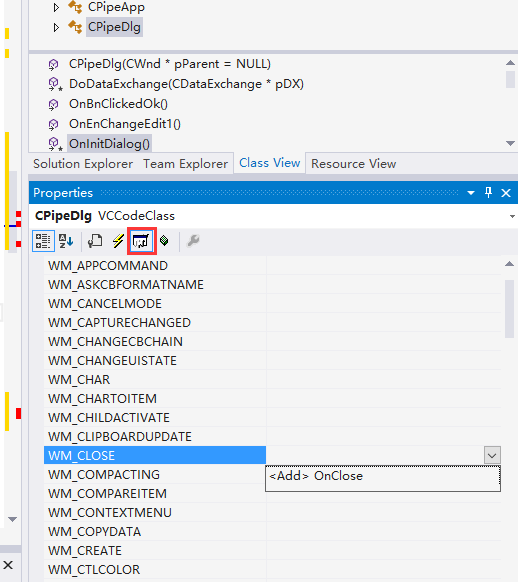 CPipeApp
CPipeDlg
CPipeDlg(CWnd * pParent = NULL)
DoDataExchange(CDataExchange * pDX)
OnBnClickedOk()
OnEnChangeEdit1()
OnInitDialog()
Solution Explorer Team Explorer Class View Resource View
Properties
CPipeDlg VCCodeClass
WM_APPCOMMAND
WM_ASKCBFORMATNAME
WM_CANCELMODE
WM_CAPTURECHANGED
WM_CHANGECBCHAIN
WM_CHANGEUISTATE
WM_CHAR
WM_CHARTOITEM
WM_CHILDACTIVATE
WM_CLIPBOARDUPDATE
WM_CLOSE
WM_COMPACTING <Add> OnClose
WM_COMPAREITEM
WM_CONTEXTMENU
WM_COPYDATA
WM_CREATE
WM_CTLCOLOR